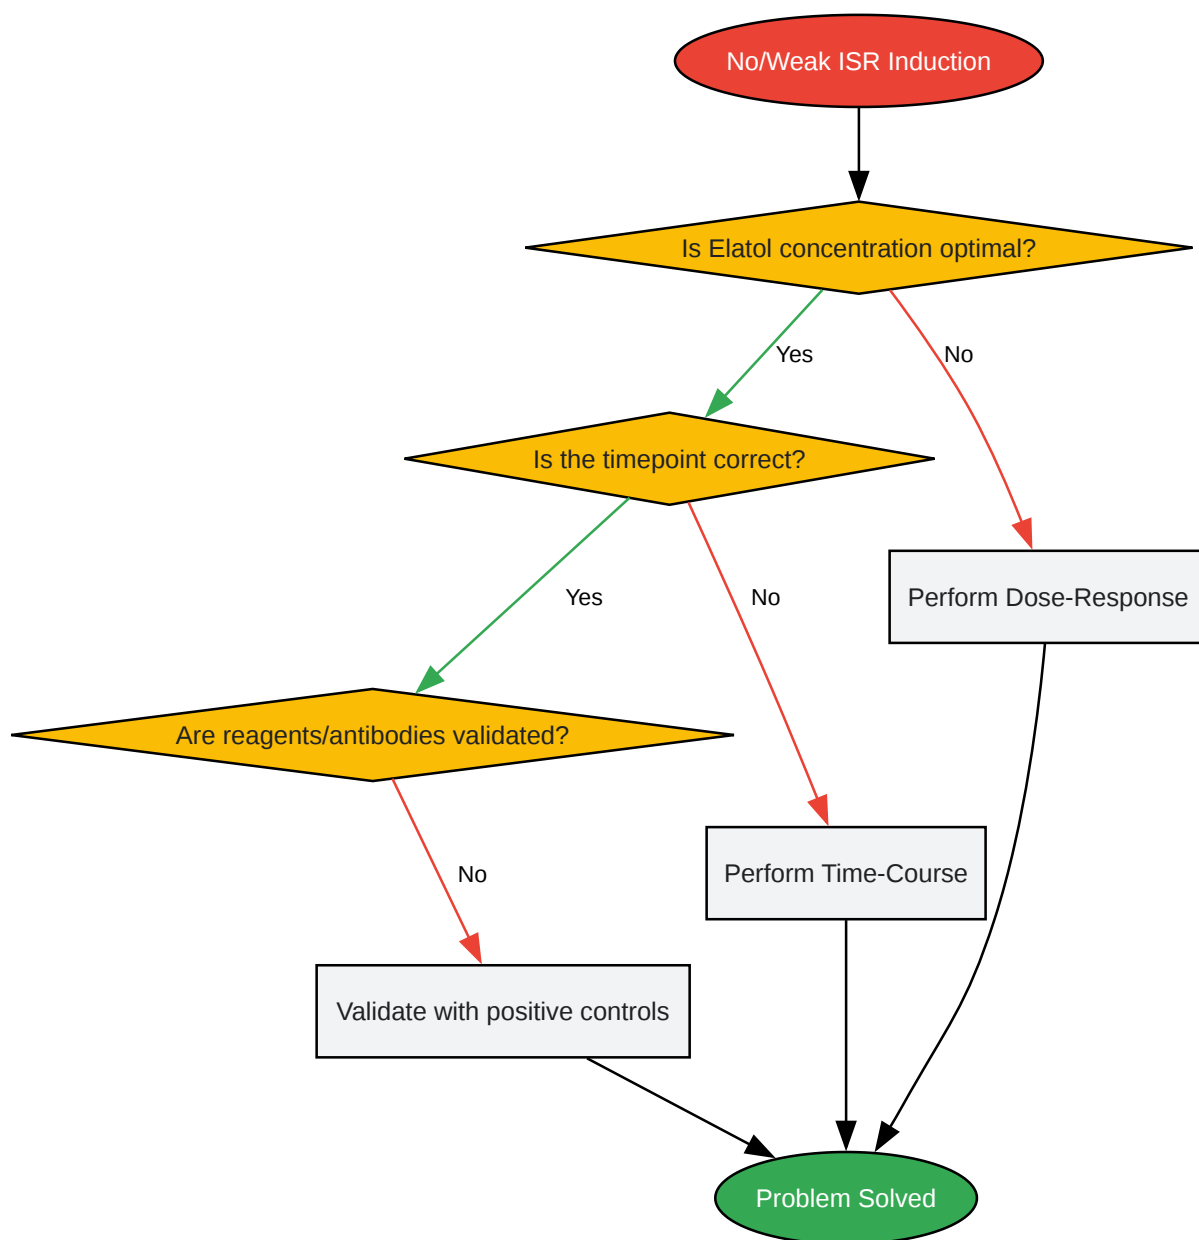 No/Weak ISR Induction
Is Elatol concentration optimal?
Yes
No
Is the timepoint correct?
Perform Dose-Response
Yes
No
Are reagents/antibodies validated?
Perform Time-Course
No
Validate with positive controls
Problem Solved